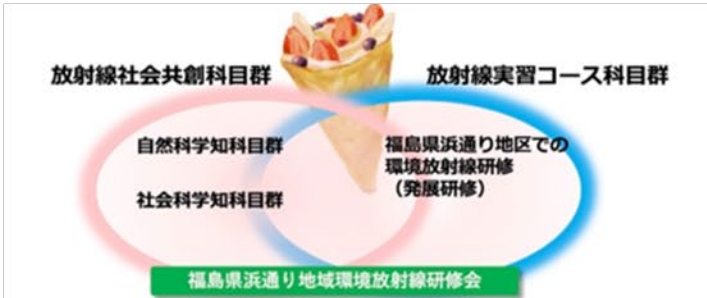 放射線社会共創科目群
放射線実習コース科目群
自然科学知科目群
社会科学知科目群
福島県浜通り地区での
環境放射線研修
（発展研修）
福島県浜通り地域環境放射線研修会